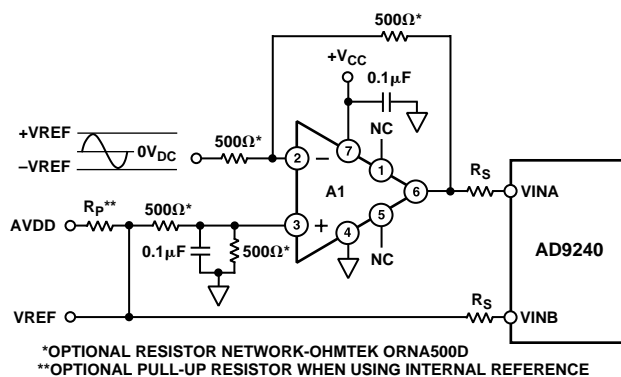 500Ω*
+VCC
0.1μF
+VREF
0VDC
–VREF
500Ω*
NC
2
–
7
1
A1
6
RS
VINA
RP**
AVDD
500Ω*
3
+
5
4
0.1μF
500Ω*
NC
AD9240
RS
VREF
VINB
*OPTIONAL RESISTOR NETWORK-OHMTEK ORNA500D
**OPTIONAL PULL-UP RESISTOR WHEN USING INTERNAL REFERENCE